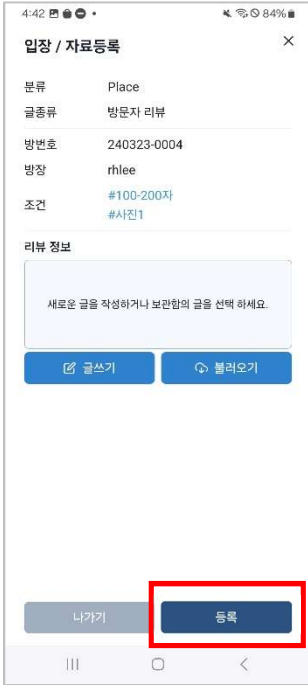 4:42
84%
입장 / 자료등록
분류 Place
글종류 방문자 리뷰
방번호 240323-0004
방장 rhlee
조건 #100-200자
#사진1
리뷰 정보
새로운 글을 작성하거나 보관함의 글을 선택 하세요.
글쓰기 불러오기
나가기 등록